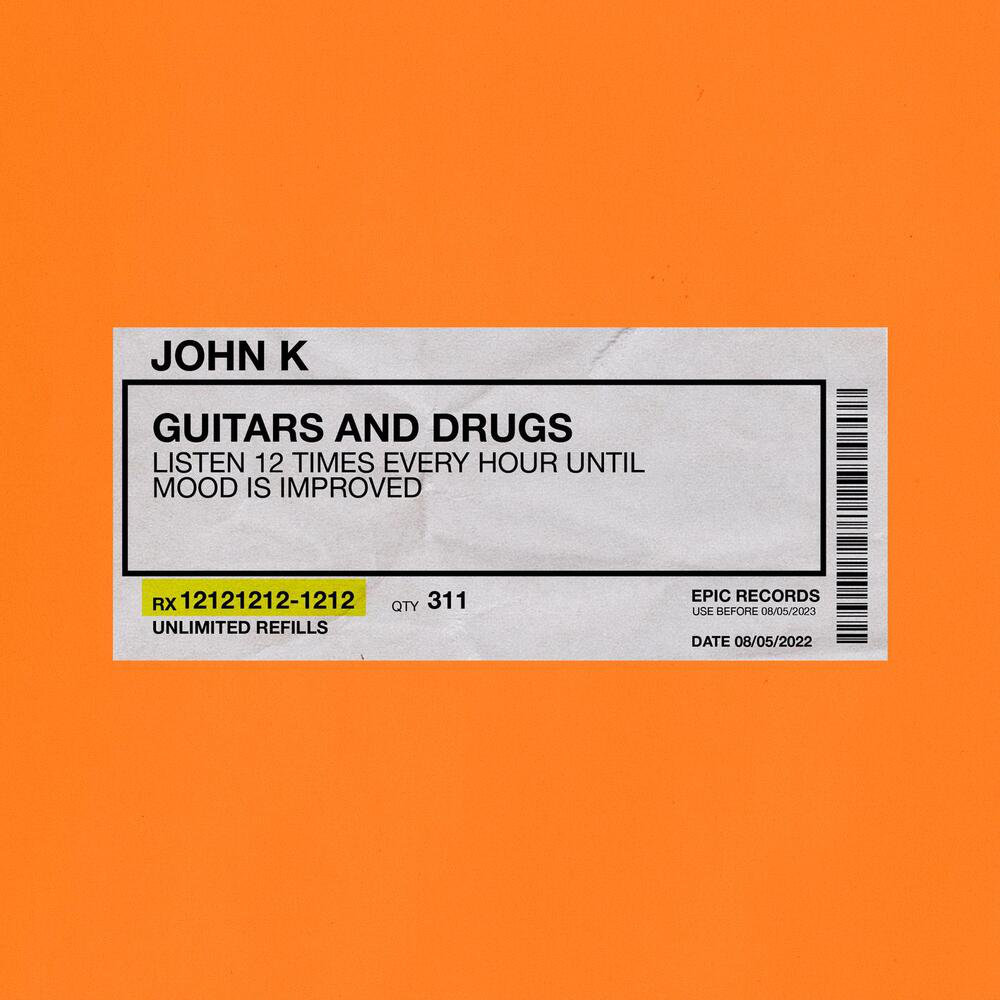 JOHN K
GUITARS AND DRUGS
LISTEN 12 TIMES EVERY HOUR UNTIL
MOOD IS IMPROVED
RX 12121212-1212
QTY 311
UNLIMITED REFILLS
EPIC RECORDS
USE BEFORE 08/05/2023
DATE 08/05/2022